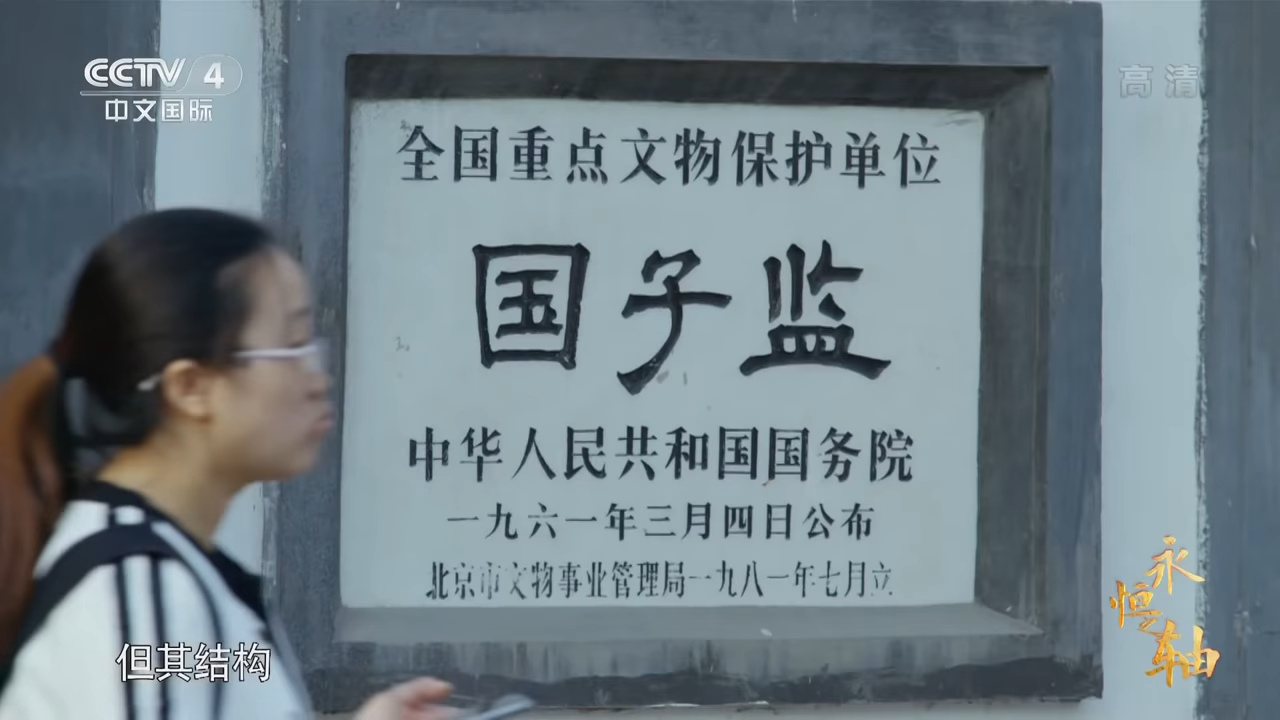 CCTV 4
中文国际
高清
全国重点文物保护单位
国子监
中华人民共和国国务院
一九六一年三月四日公布
北京市文物事业管理局一九八一年七月立
永恒之轴
但其结构